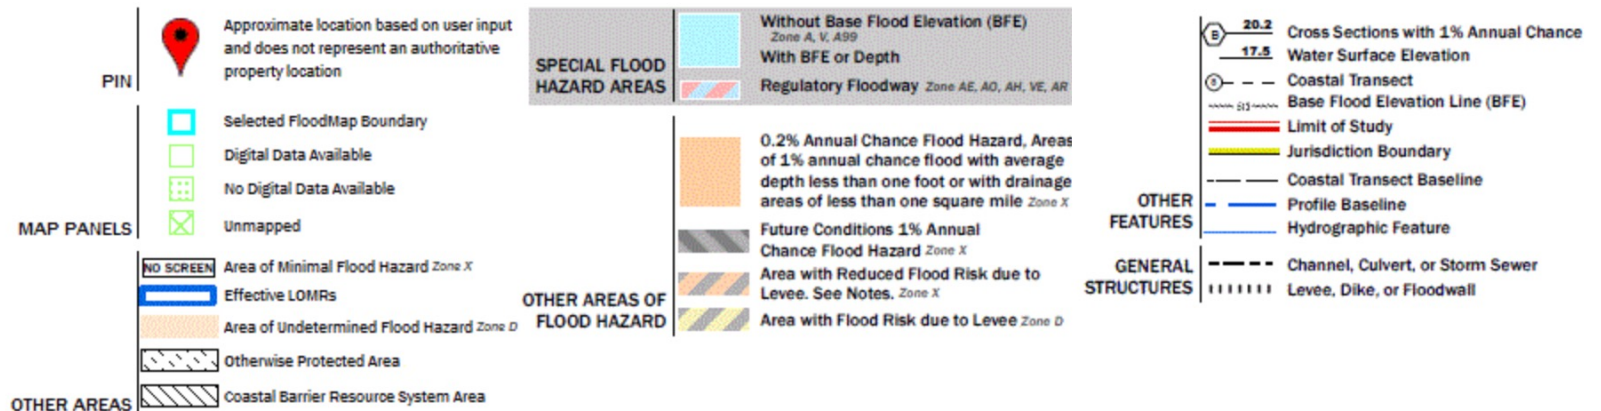 Approximate location based on user input
and does not represent an authoritative
property location
PIN
Selected FloodMap Boundary
Digital Data Available
No Digital Data Available
Unmapped
MAP PANELS
NO SCREEN Area of Minimal Flood Hazard Zone X
Effective LOMRs
Area of Undetermined Flood Hazard Zone D
Otherwise Protected Area
Coastal Barrier Resource System Area
OTHER AREAS
SPECIAL FLOOD
HAZARD AREAS
Without Base Flood Elevation (BFE)
Zone A, V, A99
With BFE or Depth
Regulatory Floodway Zone AE, AO, AH, VE, AR
0.2% Annual Chance Flood Hazard, Areas
of 1% annual chance flood with average
depth less than one foot or with drainage
areas of less than one square mile Zone X
Future Conditions 1% Annual
Chance Flood Hazard Zone X
Area with Reduced Flood Risk due to
Levee. See Notes. Zone X
Area with Flood Risk due to Levee Zone D
OTHER AREAS OF
FLOOD HAZARD
B 20.2 Cross Sections with 1% Annual Chance
17.5 Water Surface Elevation
8 Coastal Transect
513 Base Flood Elevation Line (BFE)
Limit of Study
Jurisdiction Boundary
Coastal Transect Baseline
Profile Baseline
Hydrographic Feature
OTHER
FEATURES
GENERAL
STRUCTURES
Channel, Culvert, or Storm Sewer
Levee, Dike, or Floodwall